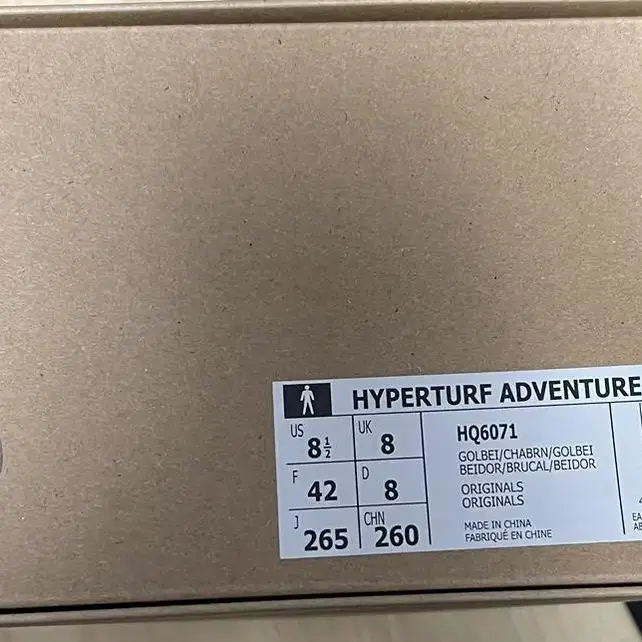 HYPERTURF ADVENTURE
US 8½ UK 8
F 42 D 8
J 265 CHN 260
HQ6071
GOLBEI/CHABRN/GOLBEI
BEIDOR/BRUCAL/BEIDOR
ORIGINALS
ORIGINALS
MADE IN CHINA
FABRIQUÉ EN CHINE